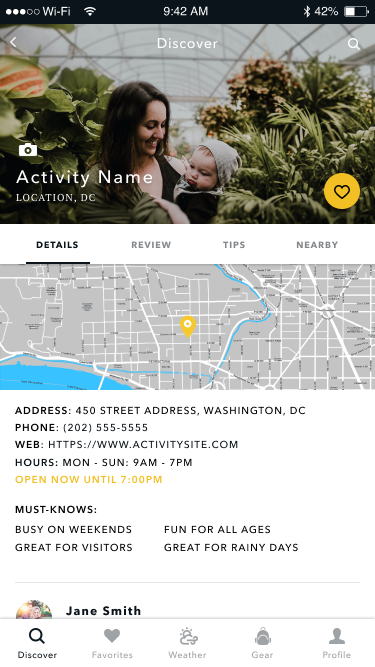 Wi-Fi 9:42 AM 42%
Discover
Activity Name
LOCATION, DC
DETAILS REVIEW TIPS NEARBY
ADDRESS: 450 STREET ADDRESS, WASHINGTON, DC
PHONE: (202) 555-5555
WEB: HTTPS://WWW.ACTIVITYSITE.COM
HOURS: MON - SUN: 9AM - 7PM
OPEN NOW UNTIL 7:00PM
MUST-KNOWS:
BUSY ON WEEKENDS FUN FOR ALL AGES
GREAT FOR VISITORS GREAT FOR RAINY DAYS
Jane Smith
Discover Favorites Weather Gear Profile